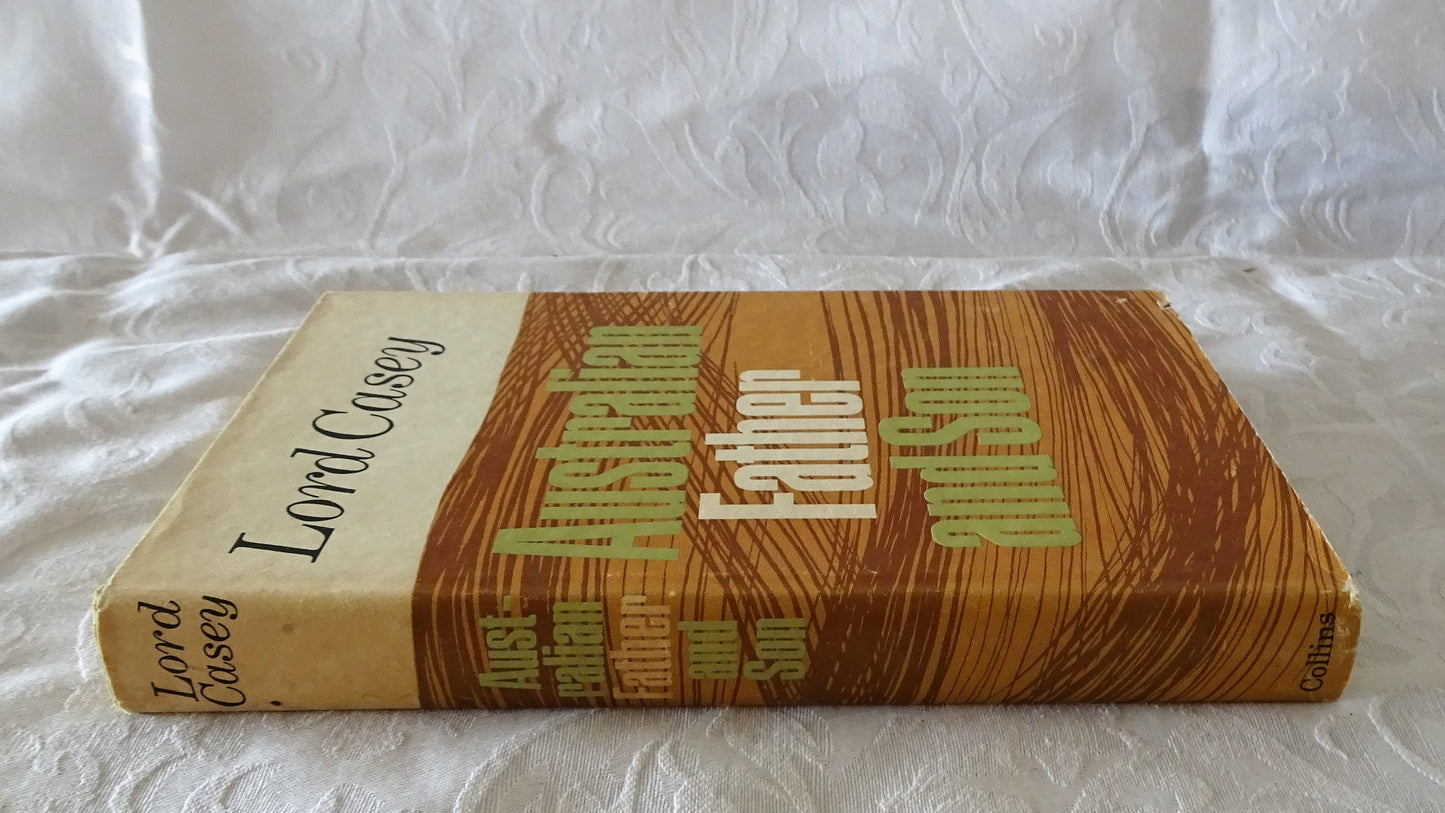 Lord Casey
Australian
Father
and Son
Lord
Casey
Aust-
ralian
Father
and
Son
Collins